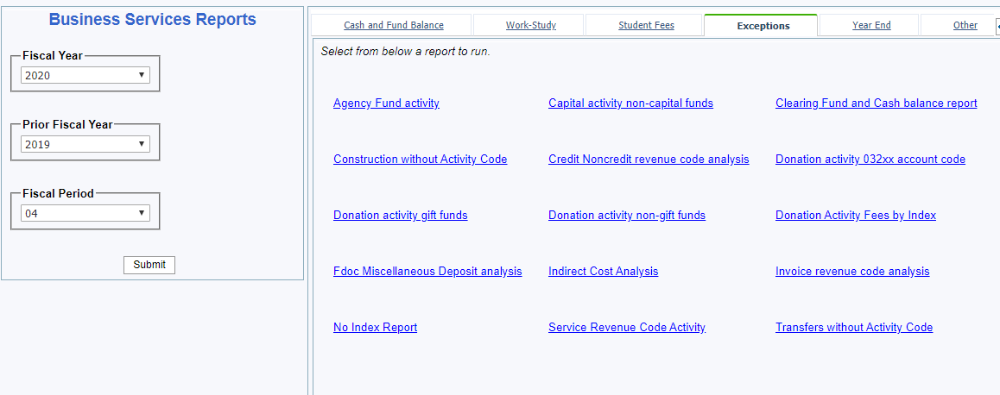 Business Services Reports
Fiscal Year
2020
Prior Fiscal Year
2019
Fiscal Period
04
Submit
Cash and Fund Balance
Work-Study
Student Fees
Exceptions
Year End
Other
Select from below a report to run.
Agency Fund activity
Capital activity non-capital funds
Clearing Fund and Cash balance report
Construction without Activity Code
Credit Noncredit revenue code analysis
Donation activity 032xx account code
Donation activity gift funds
Donation activity non-gift funds
Donation Activity Fees by Index
Fdoc Miscellaneous Deposit analysis
Indirect Cost Analysis
Invoice revenue code analysis
No Index Report
Service Revenue Code Activity
Transfers without Activity Code